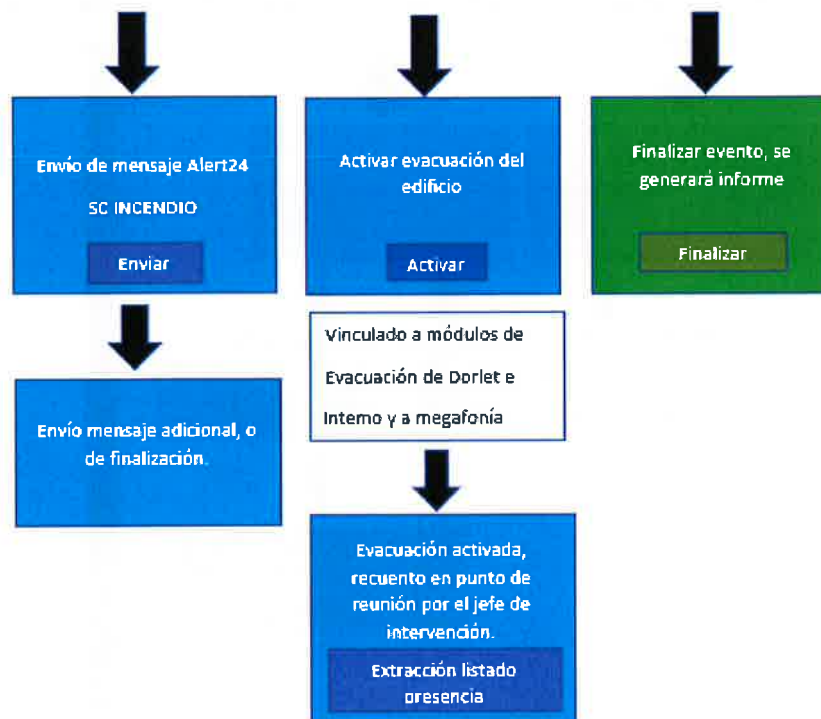 Envío de mensaje Alert24
SC INCENDIO
Enviar
Envío mensaje adicional, o
de finalización.
Activar evacuación del
edificio
Activar
Vinculado a módulos de
Evacuación de Dorlet e
Interno y a megafonía
Evacuación activada,
recuento en punto de
reunión por el jefe de
intervención.
Extracción listado
presencia
Finalizar evento, se
generará informe
Finalizar